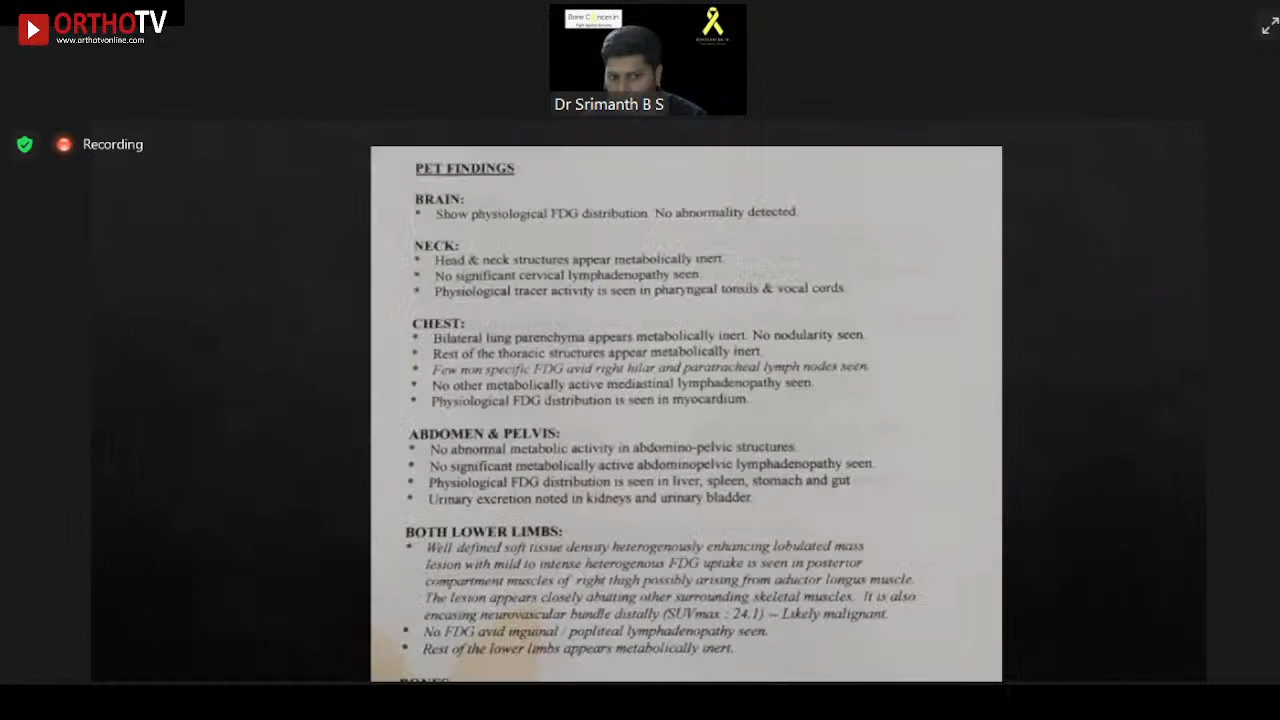 ORTHOTV
www.orthotvonline.com
Bone Cancer.in
Dr Srimanth B S
Recording
PET FINDINGS
BRAIN:
* Show physiological FDG distribution. No abnormality detected.
NECK:
* Head & neck structures appear metabolically inert.
* No significant cervical lymphadenopathy seen.
* Physiological tracer activity is seen in pharyngeal tonsils & vocal cords.
CHEST:
* Bilateral lung parenchyma appears metabolically inert. No nodularity seen.
* Rest of the thoracic structures appear metabolically inert.
* Few non specific FDG avid right hilar and paratracheal lymph nodes seen.
* No other metabolically active mediastinal lymphadenopathy seen.
* Physiological FDG distribution is seen in myocardium.
ABDOMEN & PELVIS:
* No abnormal metabolic activity in abdomino-pelvic structures.
* No significant metabolically active abdominopelvic lymphadenopathy seen.
* Physiological FDG distribution is seen in liver, spleen, stomach and gut
* Urinary excretion noted in kidneys and urinary bladder.
BOTH LOWER LIMBS:
* Well defined soft tissue density heterogenously enhancing lobulated mass
lesion with mild to intense heterogenous FDG uptake is seen in posterior
compartment muscles of right thigh possibly arising from aductor longus muscle.
The lesion appears closely abutting other surrounding skeletal muscles. It is also
encasing neurovascular bundle distally (SUVmax : 24.1) – Likely malignant.
* No FDG avid inguinal / popliteal lymphadenopathy seen.
* Rest of the lower limbs appears metabolically inert.